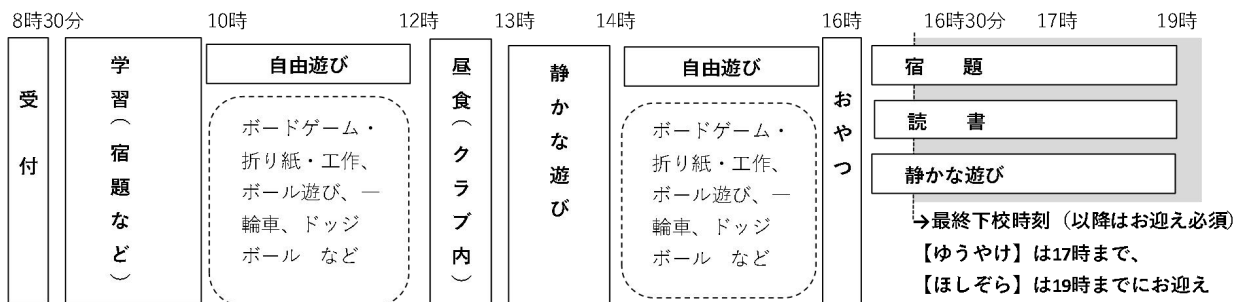 8時30分
10時
12時
13時
14時
16時
16時30分
17時
19時
受付
学習（宿題など）
自由遊び
ボードゲーム・
折り紙・工作、
ボール遊び、一
輪車、ドッジ
ボール　など
昼食（クラブ内）
静かな遊び
自由遊び
ボードゲーム・
折り紙・工作、
ボール遊び、一
輪車、ドッジ
ボール　など
おやつ
宿　題
読　書
静かな遊び
→最終下校時刻（以降はお迎え必須）
【ゆうやけ】は17時まで、
【ほしぞら】は19時までにお迎え